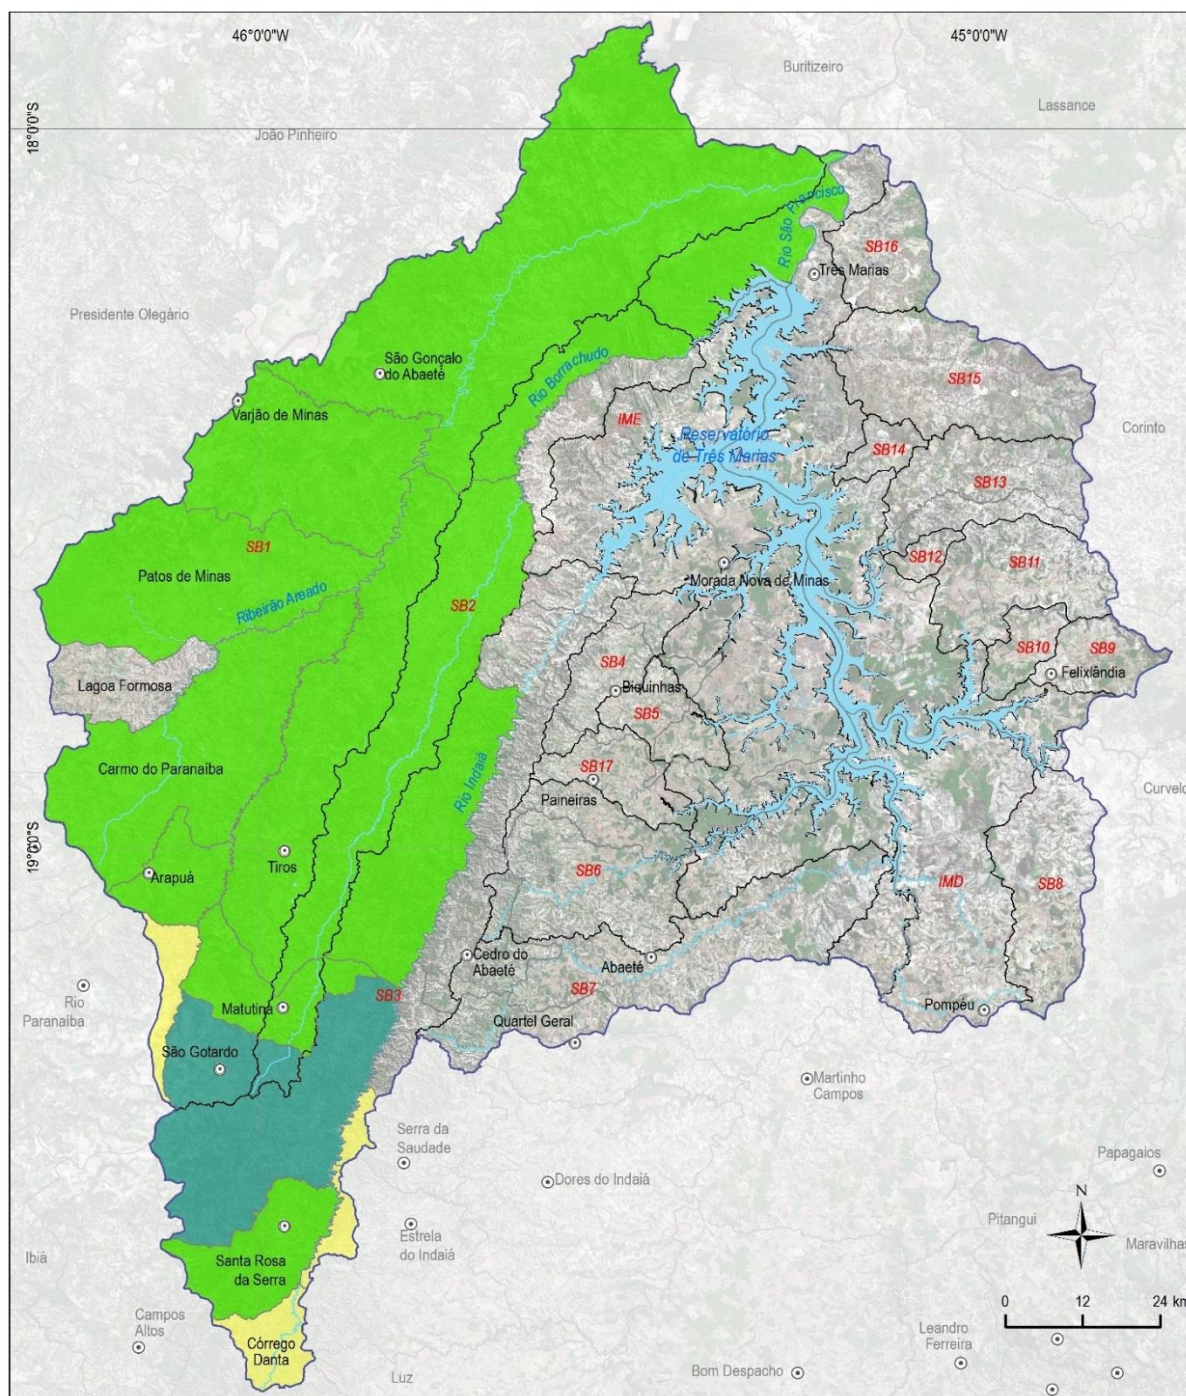 46°0'0"W
45°0'0"W
Buritizeiro
Lassance
18°0'0"S
João Pinheiro
Rio São Francisco
SB16
Três Marias
Presidente Olegário
São Gonçalo
do Abaeté
Rio Borrachudo
SB15
Varjão de Minas
IME
Reservatório
de Três Marias
Corinto
SB14
SB13
SB1
SB12
SB11
Patos de Minas
Morada Nova de Minas
Ribeirão Areado
SB2
SB4
SB10
SB9
Lagoa Formosa
Biquinhas
Felixlândia
SB5
Carmo do Paranaíba
Rio Indaiá
SB17
Paineiras
Curvelo
19°0'0"S
Arapuá
Tiros
SB6
IMD
SB8
Cedro do
Abaeté
Abaeté
Rio
Paranaíba
SB3
SB7
Matutina
Quartel Geral
Pompéu
São Gotardo
Martinho
Campos
Serra da
Saudade
Dores do Indaiá
Papagaios
N
Pitangui
Maravilhas
Estrela
do Indaiá
Ibiá
Santa Rosa
da Serra
0 12 24 km
Campos
Altos
Córrego
Danta
Leandro
Ferreira
Luz
Bom Despacho